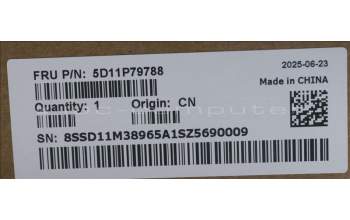 2025-06-23
FRU P/N: 5D11P79788
Made in CHINA
Quantity: 1 Origin: CN
SN: 8SSD11M38965A1SZ5690009